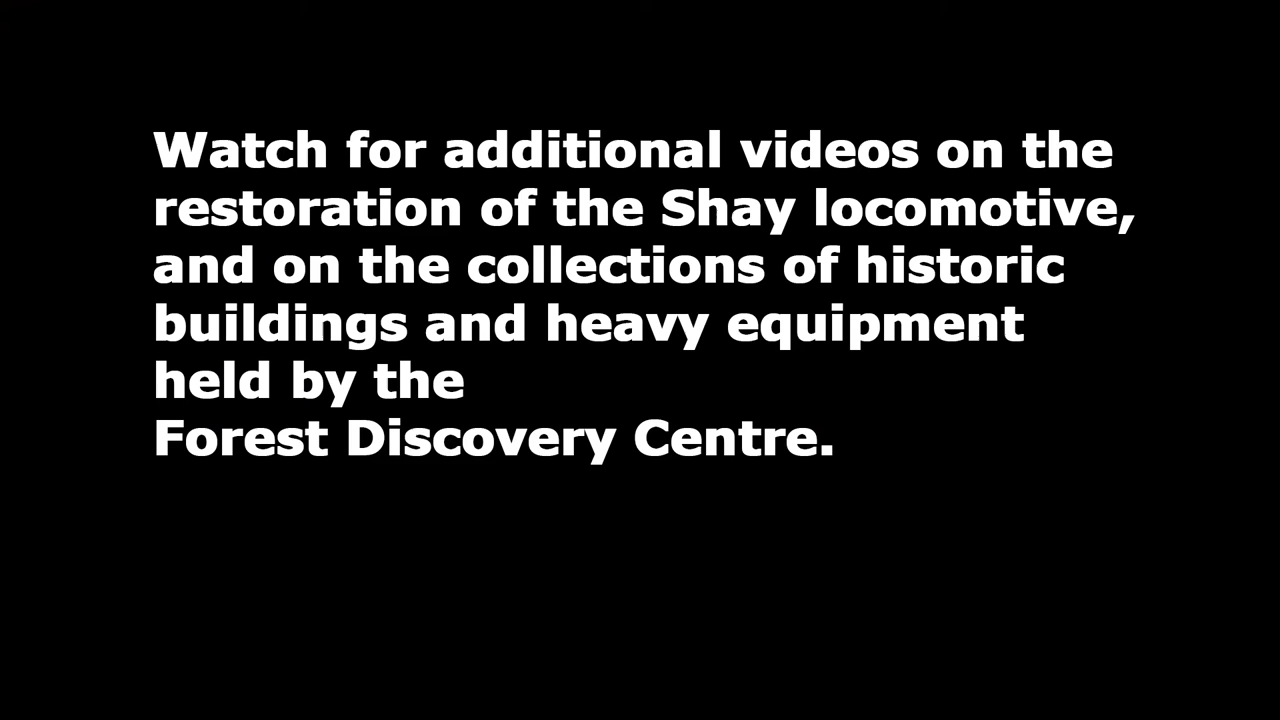 Watch for additional videos on the
restoration of the Shay locomotive,
and on the collections of historic
buildings and heavy equipment
held by the
Forest Discovery Centre.